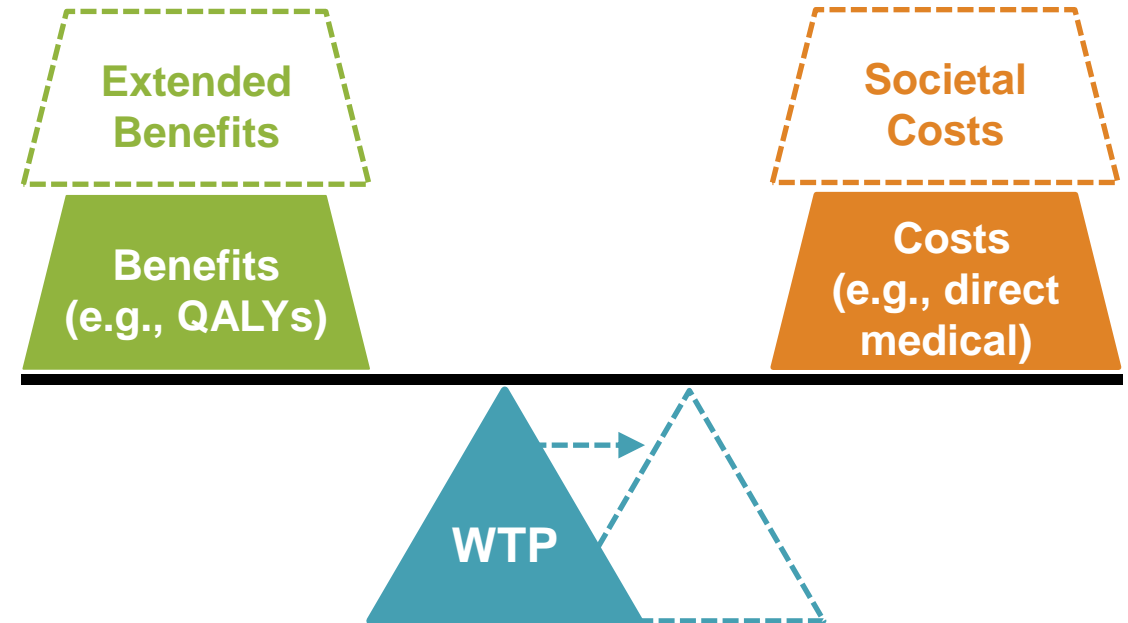 Extended
Benefits
Societal
Costs
Benefits
(e.g., QALYs)
Costs
(e.g., direct
medical)
WTP